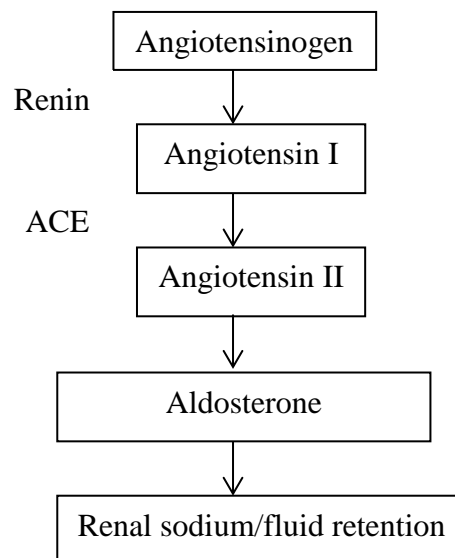 Angiotensinogen
Renin
Angiotensin I
ACE
Angiotensin II
Aldosterone
Renal sodium/fluid retention